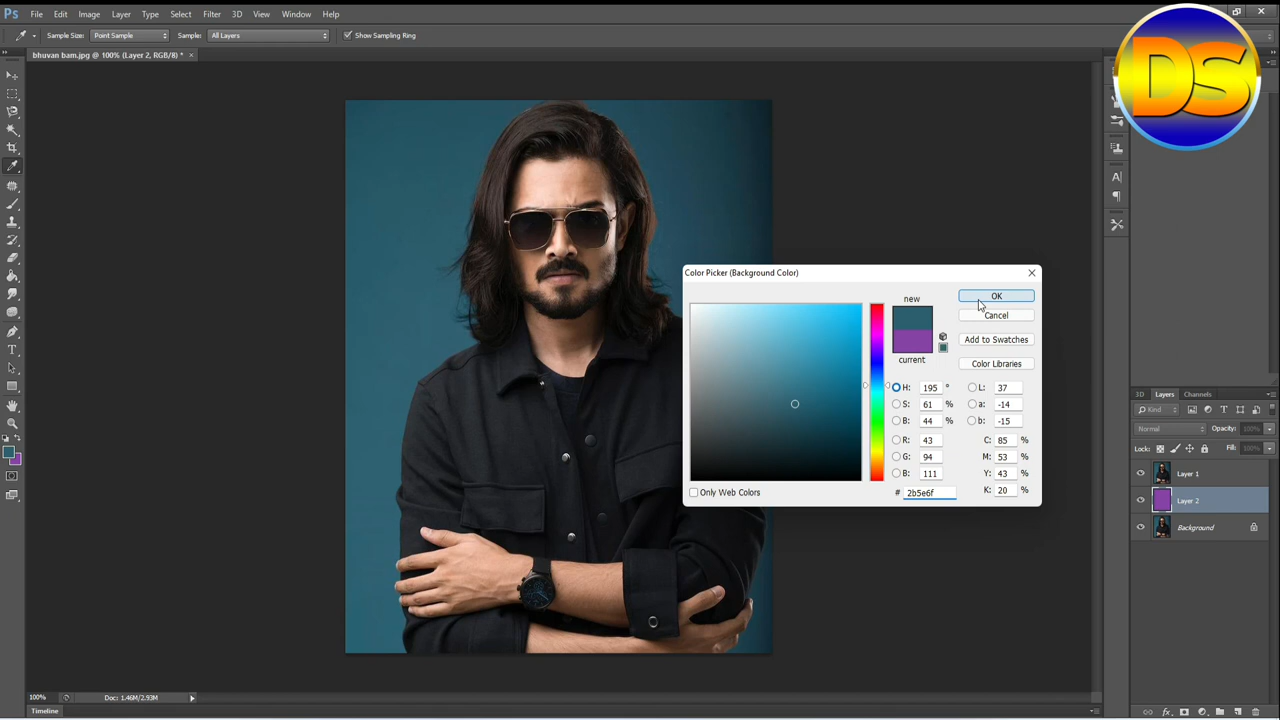 Ps File Edit Image Layer Type Select Filter 3D View Window Help
Sample Size: Point Sample Sample: All Layers Show Sampling Ring
bhuvan bam.jpg @ 100% (Layer 2, RGB/8) * ×
DS
Color Picker (Background Color)
new
current
OK
Cancel
Add to Swatches
Color Libraries
H: 195 °
S: 61 %
B: 44 %
R: 43
G: 94
B: 111
L: 37
a: -14
b: -15
C: 85 %
M: 53 %
Y: 43 %
K: 20 %
Only Web Colors
# 2b5e6f
3D Layers Channels
Kind
Normal Opacity: 100%
Lock: Fill: 100%
Layer 1
Layer 2
Background
100% Doc: 1.46M/2.93M
Timeline